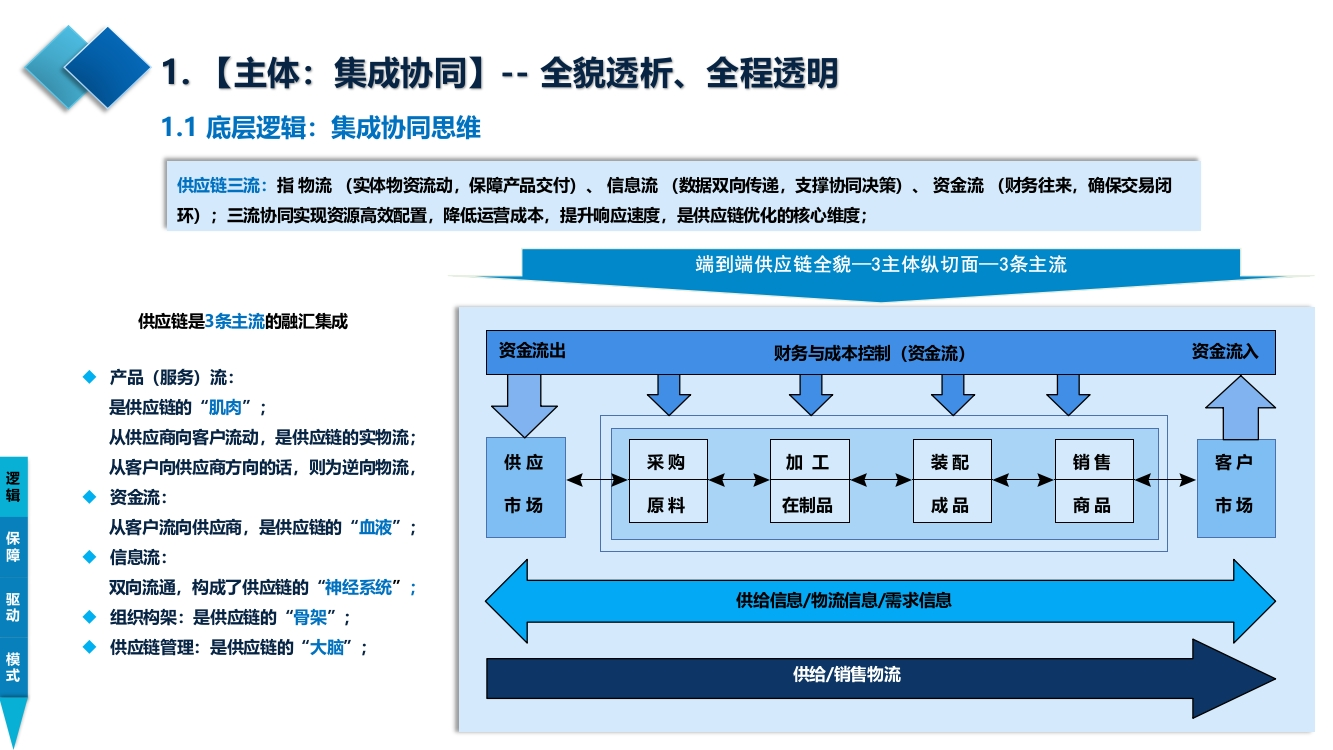 1. 【主体：集成协同】-- 全貌透析、全程透明
1.1 底层逻辑：集成协同思维
供应链三流：指 物流 （实体物资流动，保障产品交付）、 信息流 （数据双向传递，支撑协同决策）、 资金流 （财务往来，确保交易闭
环）；三流协同实现资源高效配置，降低运营成本，提升响应速度，是供应链优化的核心维度；
端到端供应链全貌—3主体纵切面—3条主流
供应链是3条主流的融汇集成
产品（服务）流：
是供应链的“肌肉”；
从供应商向客户流动，是供应链的实物流；
从客户向供应商方向的话，则为逆向物流，
资金流：
从客户流向供应商，是供应链的“血液”；
信息流：
双向流通，构成了供应链的“神经系统”；
组织构架：是供应链的“骨架”；
供应链管理：是供应链的“大脑”；
逻辑
保障
驱动
模式
资金流出
财务与成本控制（资金流）
资金流入
供应
市场
采购
原料
加工
在制品
装配
成品
销售
商品
客户
市场
供给信息/物流信息/需求信息
供给/销售物流